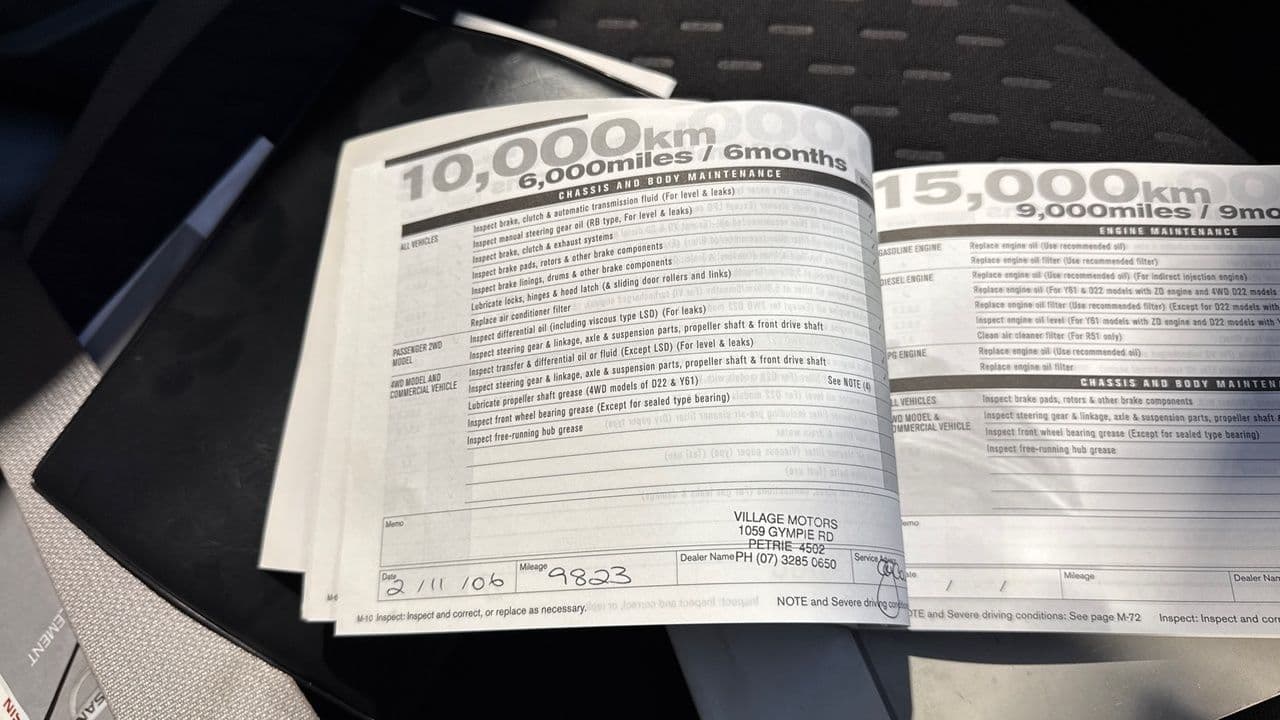 10,000km
6,000miles / 6months
CHASSIS AND BODY MAINTENANCE
ALL VEHICLES
Inspect brake, clutch & automatic transmission fluid (For level & leaks)
Inspect manual steering gear oil (RB type, For level & leaks)
Inspect brake, clutch & exhaust systems
Inspect brake pads, rotors & other brake components
Inspect brake linings, drums & other brake components
Lubricate locks, hinges & hood latch (& sliding door rollers and links)
Replace air conditioner filter
Inspect differential oil (including viscous type LSD) (For leaks)
PASSENGER 2WD MODEL
Inspect steering gear & linkage, axle & suspension parts, propeller shaft & front drive shaft
4WD MODEL AND COMMERCIAL VEHICLE
Inspect transfer & differential oil or fluid (Except LSD) (For level & leaks)
Inspect steering gear & linkage, axle & suspension parts, propeller shaft & front drive shaft
Lubricate propeller shaft grease (4WD models of D22 & Y61) See NOTE (4)
Inspect front wheel bearing grease (Except for sealed type bearing)
Inspect free-running hub grease
Memo
VILLAGE MOTORS
1059 GYMPIE RD
PETRIE 4502
PH (07) 3285 0650
Date 2/11/06
Mileage 9823
Dealer Name
Service
M-10 Inspect: Inspect and correct, or replace as necessary.
NOTE and Severe driving
M-6
15,000km
9,000miles / 9mo
ENGINE MAINTENANCE
GASOLINE ENGINE
Replace engine oil (Use recommended oil)
Replace engine oil filter (Use recommended filter)
DIESEL ENGINE
Replace engine oil (Use recommended oil) (For indirect injection engine)
Replace engine oil (For Y61 & D22 models with ZD engine and 4WD D22 models
Replace engine oil filter (Use recommended filter) (Except for D22 models with
Inspect engine oil level (For Y61 models with ZD engine and D22 models with
Clean air cleaner filter (For R51 only)
PG ENGINE
Replace engine oil (Use recommended oil)
Replace engine oil filter
CHASSIS AND BODY MAINTEN
LL VEHICLES
Inspect brake pads, rotors & other brake components
WD MODEL & OMMERCIAL VEHICLE
Inspect steering gear & linkage, axle & suspension parts, propeller shaft
Inspect front wheel bearing grease (Except for sealed type bearing)
Inspect free-running hub grease
emo
ate / /
Mileage
Dealer Na
OTE and Severe driving conditions: See page M-72
Inspect: Inspect and cor
EMENT
SAN
NI